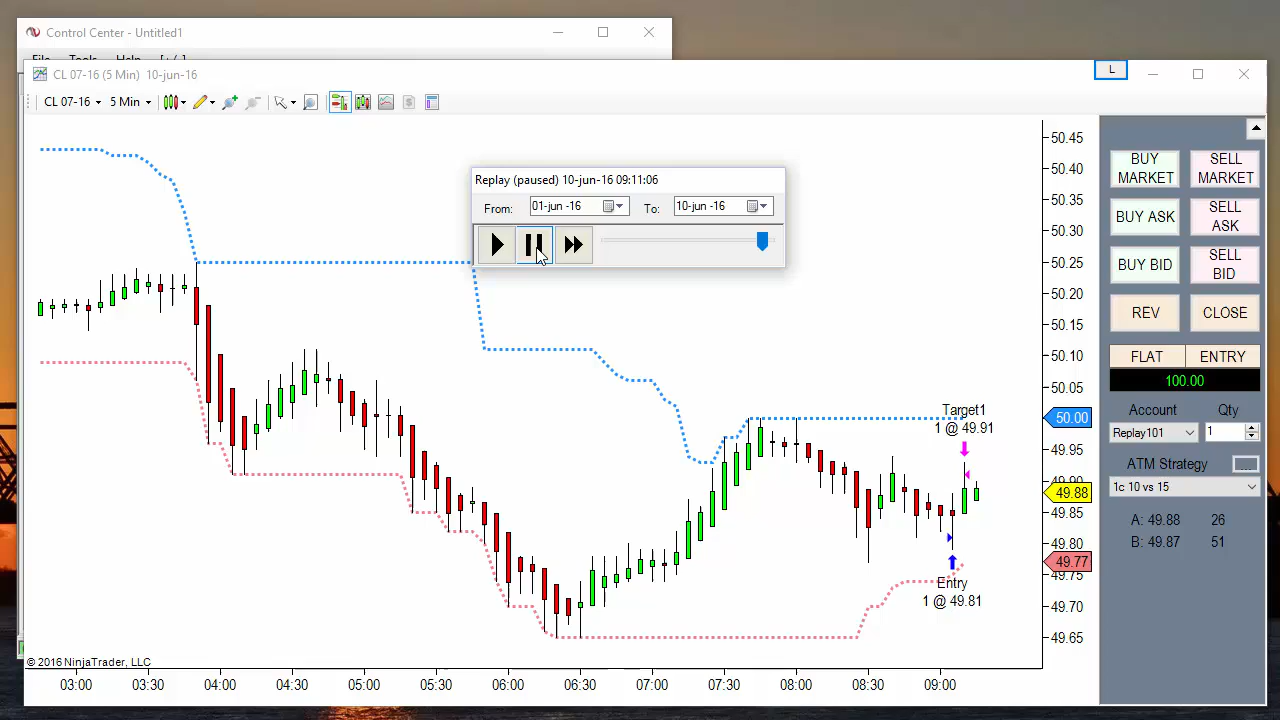 Control Center - Untitled1
File Tools Help [+/-]
CL 07-16 (5 Min) 10-jun-16
L
CL 07-16 5 Min
Replay (paused) 10-jun-16 09:11:06
From: 01-jun -16 To: 10-jun -16
50.45
50.40
50.35
50.30
50.25
50.20
50.15
50.10
50.05
50.00
49.95
49.90
49.88
49.85
49.80
49.77
49.75
49.70
49.65
Target1
1 @ 49.91
Entry
1 @ 49.81
© 2016 NinjaTrader, LLC
03:00 03:30 04:00 04:30 05:00 05:30 06:00 06:30 07:00 07:30 08:00 08:30 09:00
BUY MARKET
SELL MARKET
BUY ASK
SELL ASK
BUY BID
SELL BID
REV
CLOSE
FLAT ENTRY
100.00
Account Qty
Replay101 1
ATM Strategy
1c: 10 vs 15
A: 49.88 26
B: 49.87 51